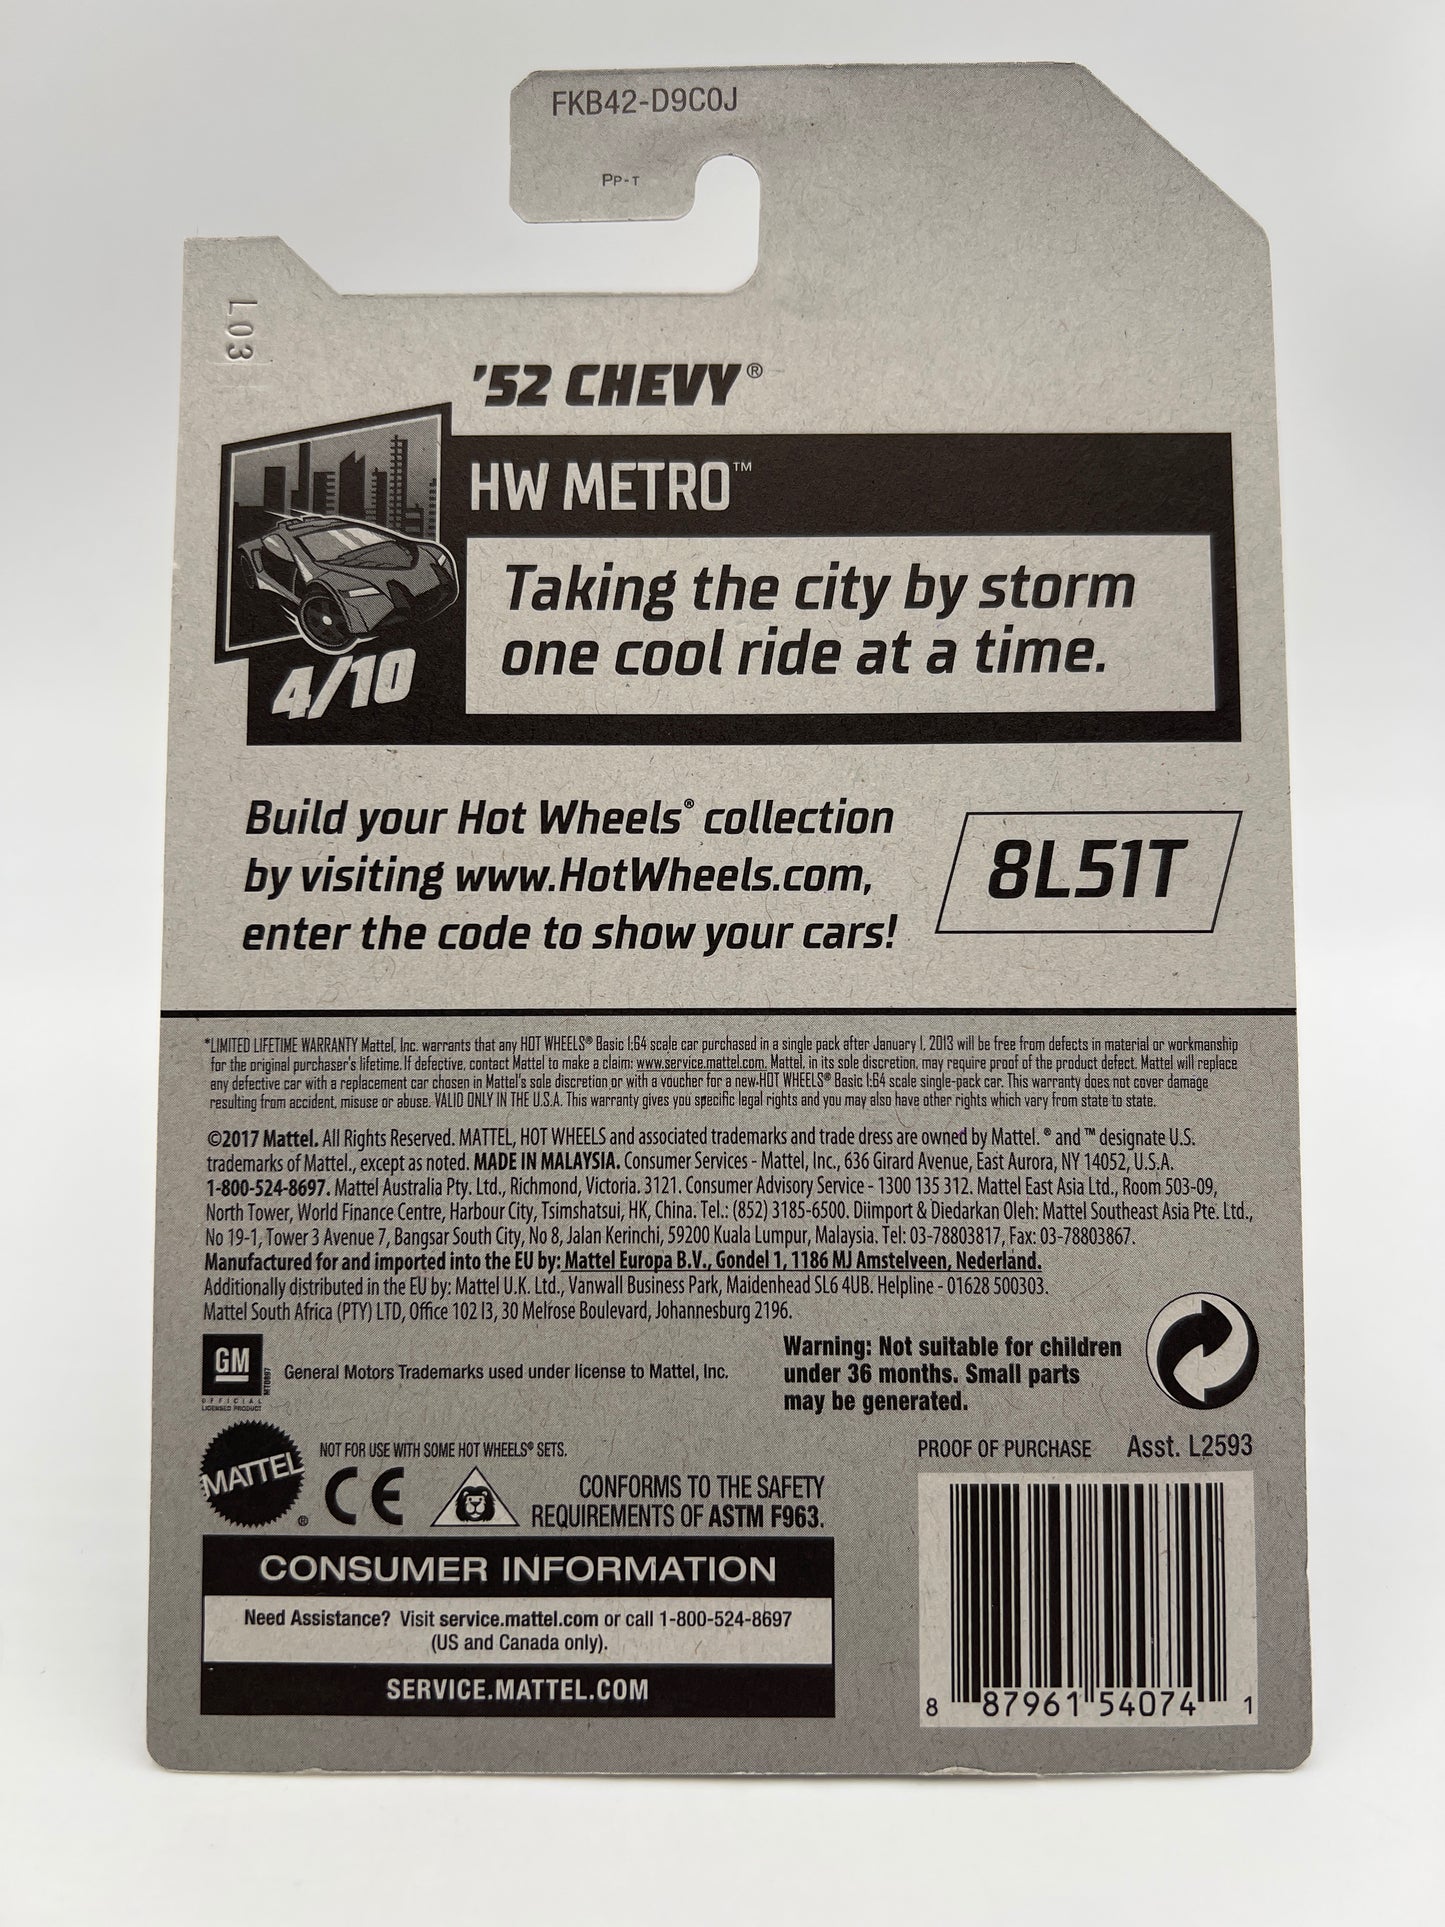 FKB42-D9C0J
PP-T
L03
'52 CHEVY®
HW METRO™
Taking the city by storm
one cool ride at a time.
4/10
Build your Hot Wheels® collection
by visiting www.HotWheels.com,
enter the code to show your cars!
8L51T
*LIMITED LIFETIME WARRANTY Mattel, Inc. warrants that any HOT WHEELS® Basic 1:64 scale car purchased in a single pack after January 1, 2013 will be free from defects in material or workmanship
for the original purchaser's lifetime. If defective, contact Mattel to make a claim: www.service.mattel.com. Mattel, in its sole discretion, may require proof of the product defect. Mattel will replace
any defective car with a replacement car chosen in Mattel's sole discretion or with a voucher for a new HOT WHEELS® Basic 1:64 scale single-pack car. This warranty does not cover damage
resulting from accident, misuse or abuse. VALID ONLY IN THE U.S.A. This warranty gives you specific legal rights and you may also have other rights which vary from state to state.
©2017 Mattel. All Rights Reserved. MATTEL, HOT WHEELS and associated trademarks and trade dress are owned by Mattel. ® and ™ designate U.S.
trademarks of Mattel., except as noted. MADE IN MALAYSIA. Consumer Services - Mattel, Inc., 636 Girard Avenue, East Aurora, NY 14052, U.S.A.
1-800-524-8697. Mattel Australia Pty. Ltd., Richmond, Victoria. 3121. Consumer Advisory Service - 1300 135 312. Mattel East Asia Ltd., Room 503-09,
North Tower, World Finance Centre, Harbour City, Tsimshatsui, HK, China. Tel.: (852) 3185-6500. Diimport & Diedarkan Oleh: Mattel Southeast Asia Pte. Ltd.,
No 19-1, Tower 3 Avenue 7, Bangsar South City, No 8, Jalan Kerinchi, 59200 Kuala Lumpur, Malaysia. Tel: 03-78803817, Fax: 03-78803867.
Manufactured for and imported into the EU by: Mattel Europa B.V., Gondel 1, 1186 MJ Amstelveen, Nederland.
Additionally distributed in the EU by: Mattel U.K. Ltd., Vanwall Business Park, Maidenhead SL6 4UB. Helpline - 01628 500303.
Mattel South Africa (PTY) LTD, Office 102 I3, 30 Melrose Boulevard, Johannesburg 2196.
GM
OFFICIAL
LICENSED PRODUCT
General Motors Trademarks used under license to Mattel, Inc.
Warning: Not suitable for children
under 36 months. Small parts
may be generated.
MATTEL®
NOT FOR USE WITH SOME HOT WHEELS® SETS.
CE
CONFORMS TO THE SAFETY
REQUIREMENTS OF ASTM F963.
PROOF OF PURCHASE Asst. L2593
CONSUMER INFORMATION
Need Assistance? Visit service.mattel.com or call 1-800-524-8697
(US and Canada only).
SERVICE.MATTEL.COM
8 87961 54074 1